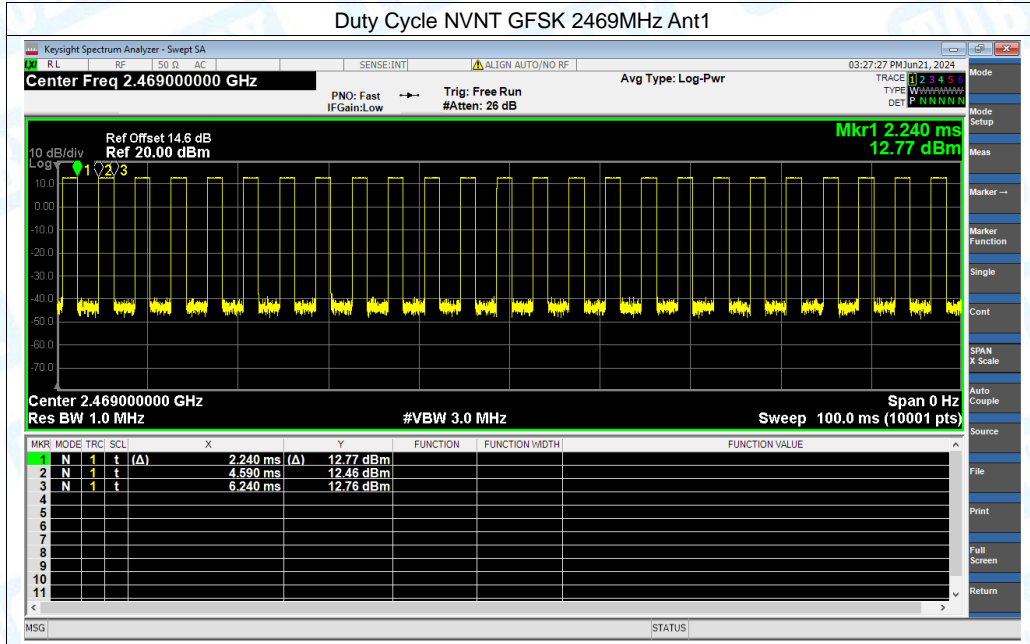 Duty Cycle NVNT GFSK 2469MHz Ant1
Keysight Spectrum Analyzer - Swept SA
RL RF 50 Ω AC SENSE:INT ALIGN AUTO/NO RF 03:27:27 PM Jun 21, 2024
Center Freq 2.469000000 GHz
PNO: Fast
IFGain:Low
Trig: Free Run
#Atten: 26 dB
Avg Type: Log-Pwr
TRACE 1 2 3 4 5 6
TYPE WWWWWW
DET P N N N N N
Ref Offset 14.6 dB
10 dB/div Ref 20.00 dBm
Log
Mkr1 2.240 ms
12.77 dBm
1 2 3
10.0
0.00
-10.0
-20.0
-30.0
-40.0
-50.0
-60.0
-70.0
Center 2.469000000 GHz Span 0 Hz
Res BW 1.0 MHz #VBW 3.0 MHz Sweep 100.0 ms (10001 pts)
MKR MODE TRC SCL X Y FUNCTION FUNCTION WIDTH FUNCTION VALUE
1 N 1 t (Δ) 2.240 ms (Δ) 12.77 dBm
2 N 1 t 4.590 ms 12.46 dBm
3 N 1 t 6.240 ms 12.76 dBm
4
5
6
7
8
9
10
11
MSG STATUS
Mode
Mode
Setup
Meas
Marker →
Marker
Function
Single
Cont
SPAN
X Scale
Auto
Couple
Source
File
Print
Full
Screen
Return